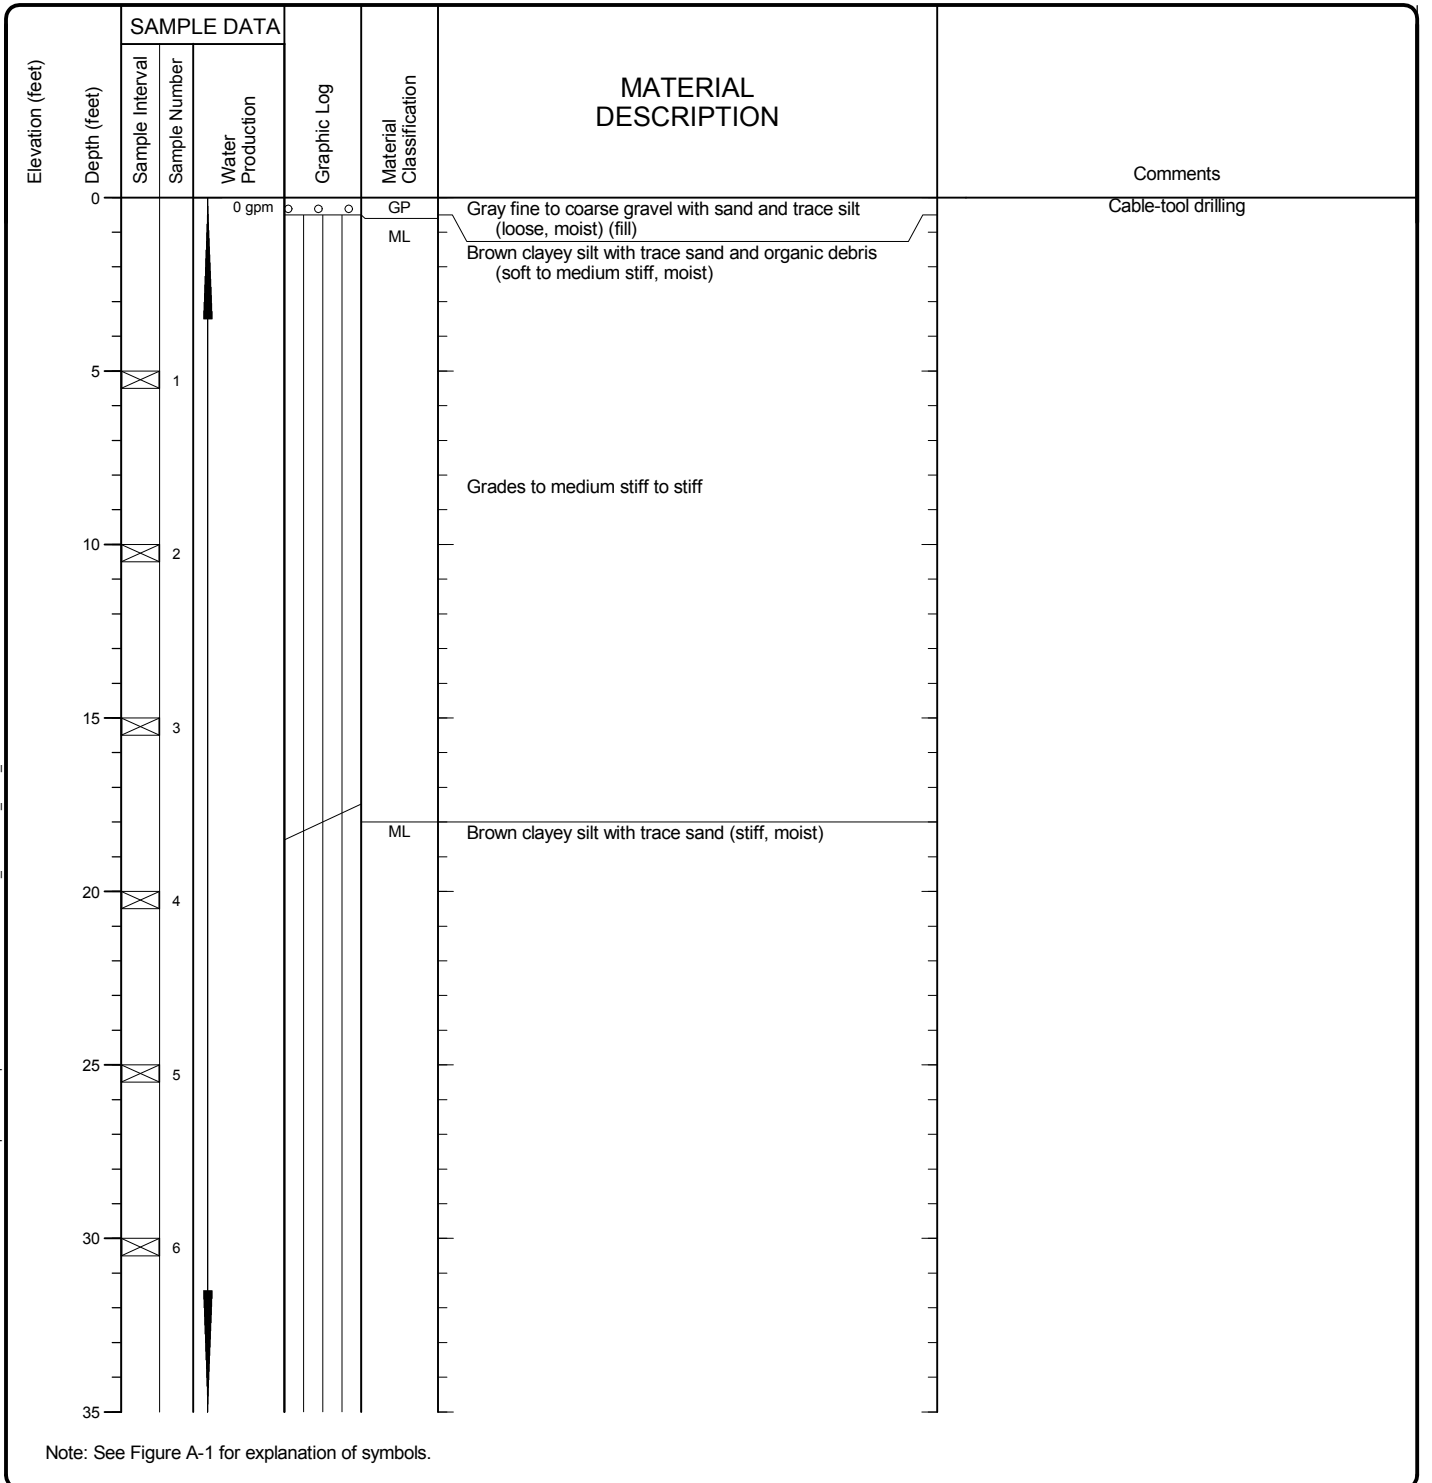 SAMPLE DATA
Elevation (feet)
Depth (feet)
Sample Interval
Sample Number
Water
Production
Graphic Log
Material
Classification
MATERIAL
DESCRIPTION
Comments
0
0 gpm
GP
Gray fine to coarse gravel with sand and trace silt
(loose, moist) (fill)
Cable-tool drilling
ML
Brown clayey silt with trace sand and organic debris
(soft to medium stiff, moist)
5
1
Grades to medium stiff to stiff
10
2
15
3
ML
Brown clayey silt with trace sand (stiff, moist)
20
4
25
5
30
6
35
Note: See Figure A-1 for explanation of symbols.